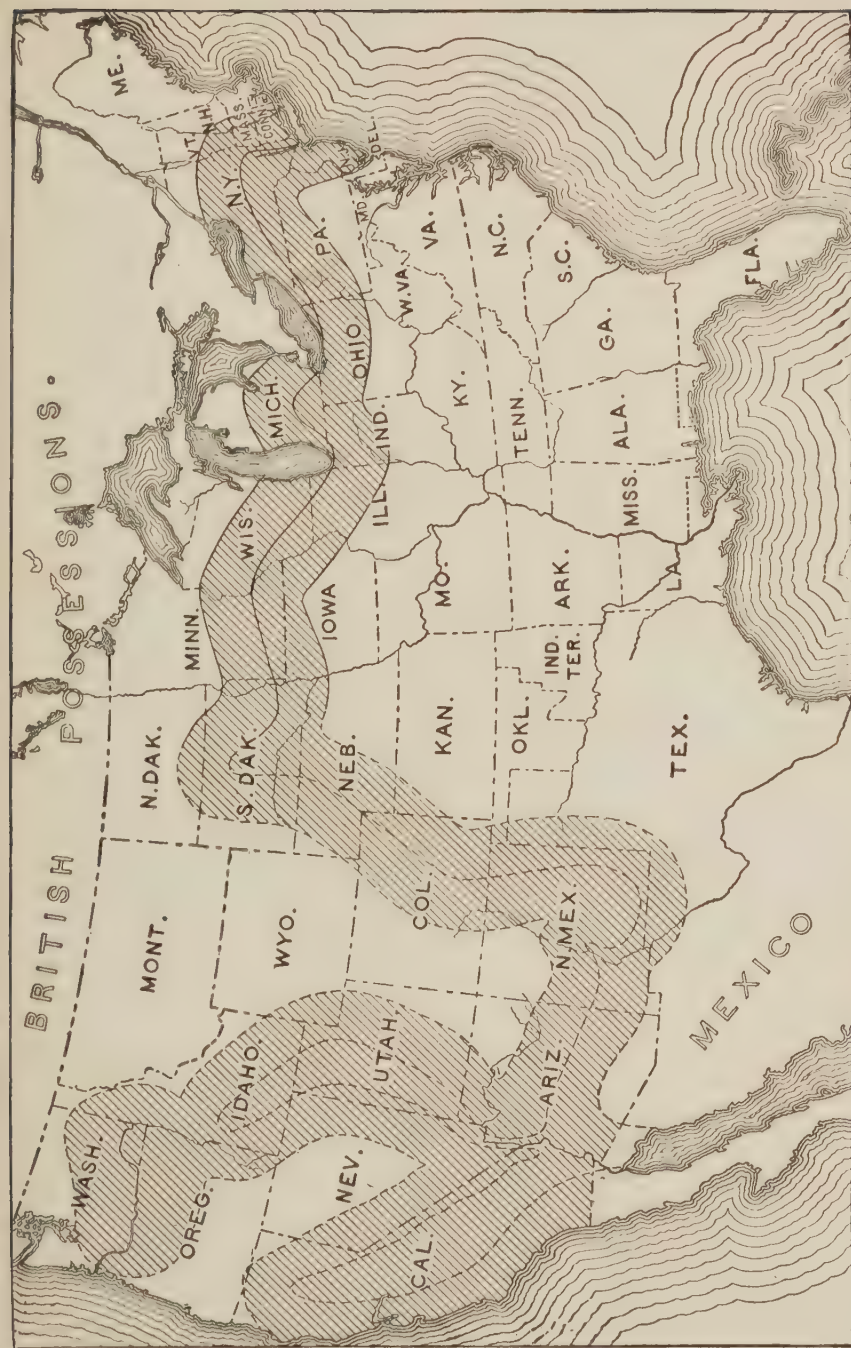 BRITISH POSSESSIONS.
WASH.
MONT.
N.DAK.
MINN.
ME.
OREG.
IDAHO.
WYO.
S.DAK.
WIS.
MICH.
N.Y.
VT.
N.H.
MASS.
CONN.
NEV.
UTAH.
COL.
NEB.
IOWA
ILL.
IND.
OHIO
PA.
N.J.
MD.
DEL.
CAL.
ARIZ.
N.MEX.
KAN.
MO.
KY.
W.VA.
VA.
OKL.
IND.
TER.
ARK.
TENN.
N.C.
S.C.
TEX.
LA.
MISS.
ALA.
GA.
FLA.
MEXICO